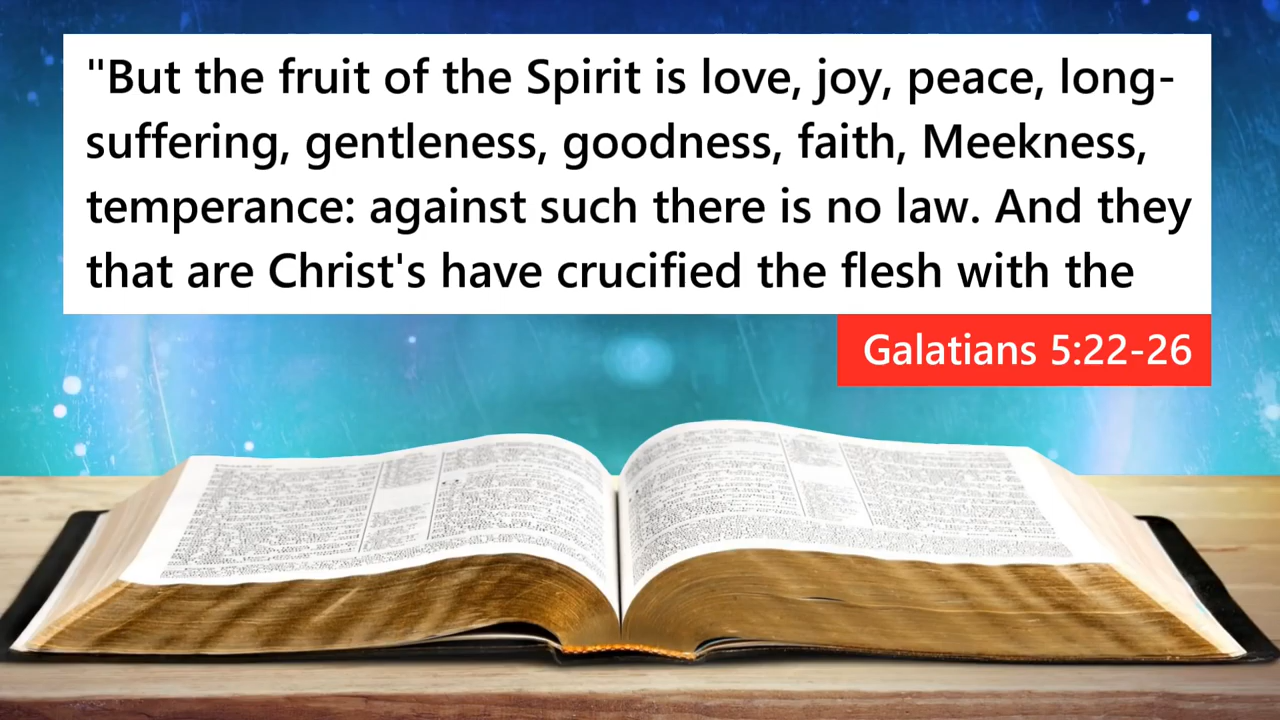 "But the fruit of the Spirit is love, joy, peace, long-
suffering, gentleness, goodness, faith, Meekness,
temperance: against such there is no law. And they
that are Christ's have crucified the flesh with the
Galatians 5:22-26